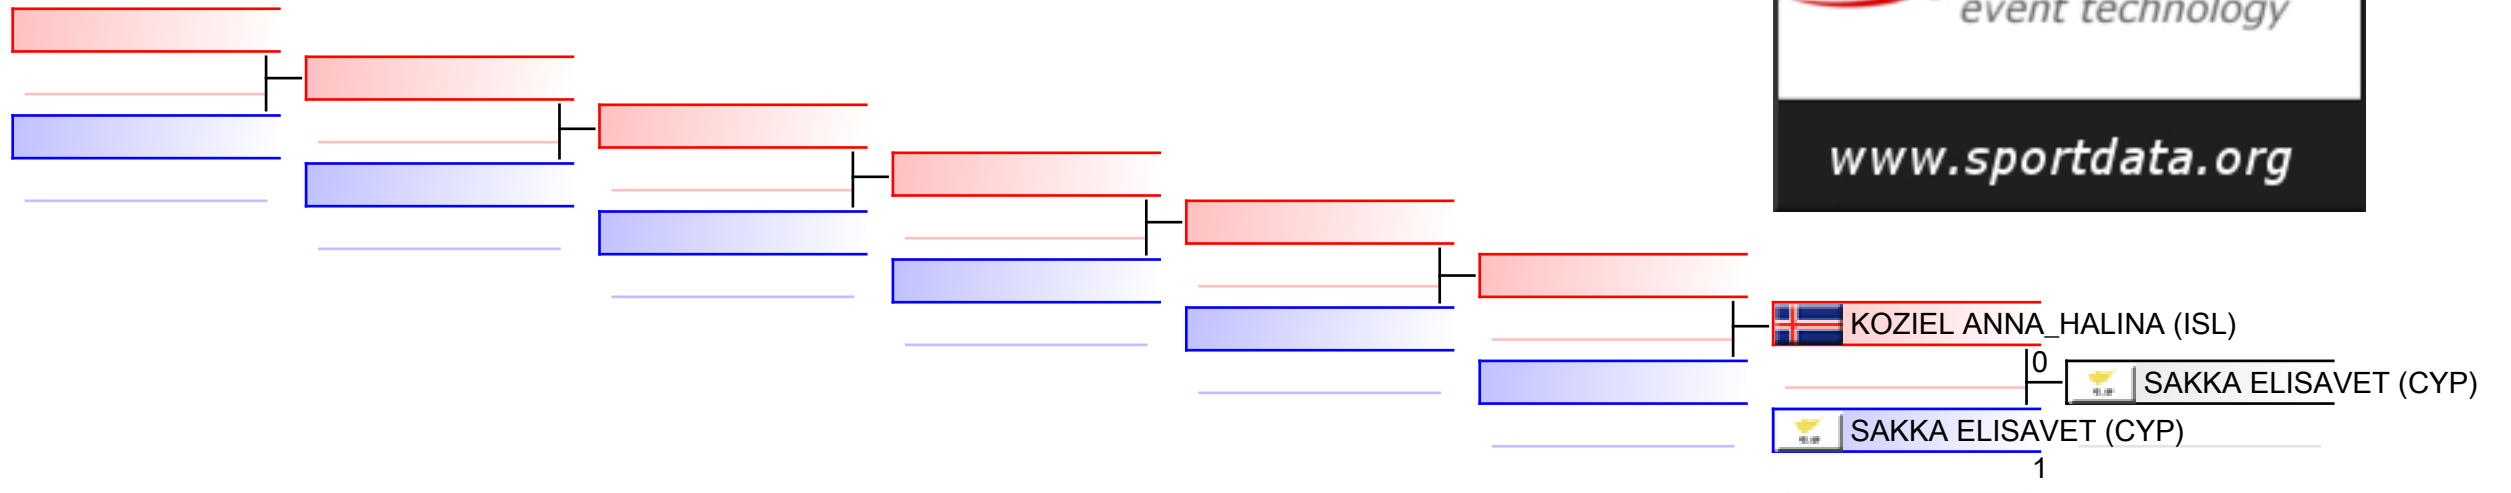 event technology
www.sportdata.org
KOZIEL ANNA_HALINA (ISL)
0
SAKKA ELISAVET (CYP)
SAKKA ELISAVET (CYP)
1